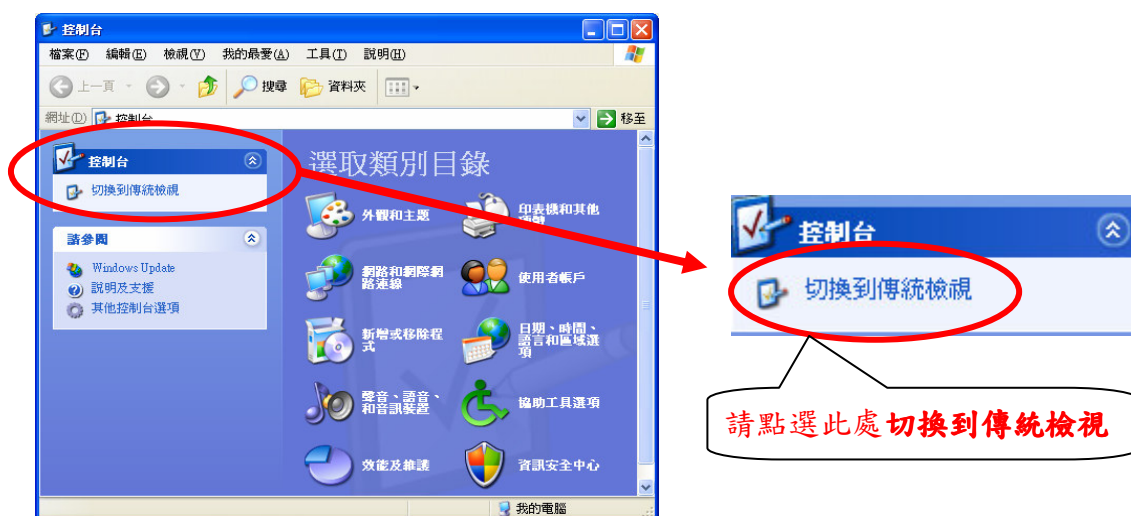 控制台
檔案(F) 編輯(E) 檢視(V) 我的最愛(A) 工具(T) 說明(H)
上一頁 搜尋 資料夾
網址(D) 控制台 移至
控制台
切換到傳統檢視
請參閱
Windows Update
說明及支援
其他控制台選項
選取類別目錄
外觀和主題
印表機和其他
硬體
網路和網際網
路連線
使用者帳戶
新增或移除程
式
日期、時間、
語言和區域選
項
聲音、語音、
和音訊裝置
協助工具選項
效能及維護
資訊安全中心
我的電腦
控制台
切換到傳統檢視
請點選此處切換到傳統檢視